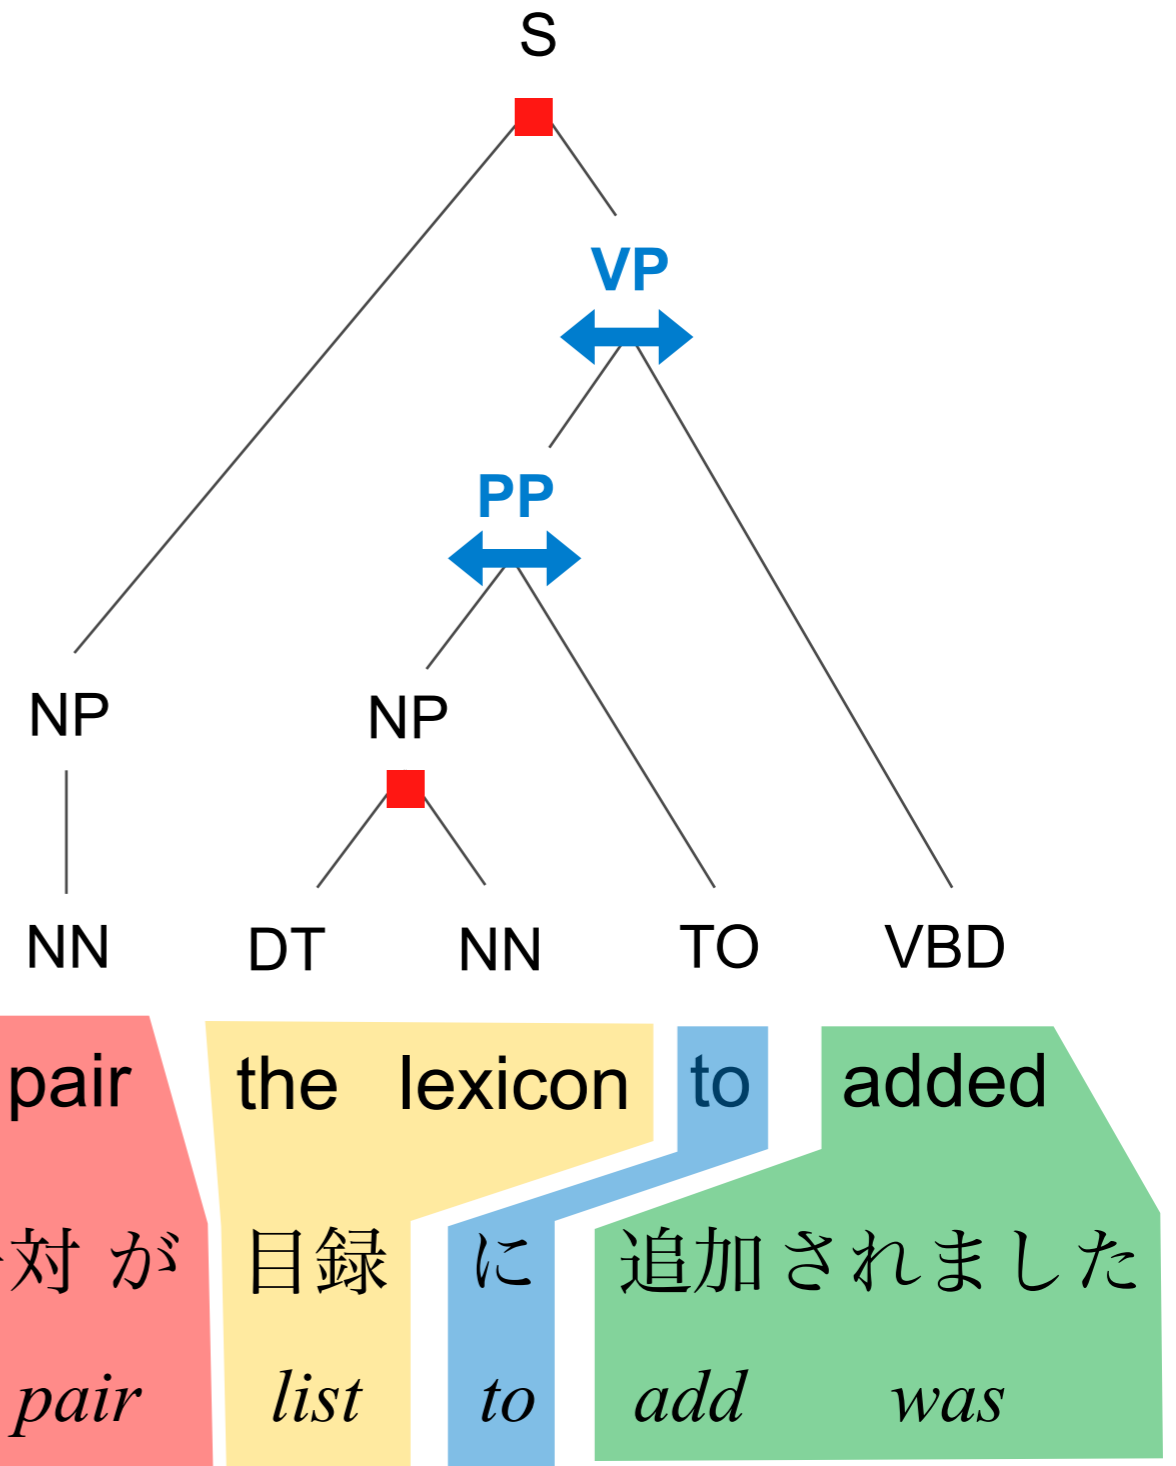 S
VP
PP
NP NP
NN DT NN TO VBD
pair the lexicon to added
対 が 目録 に 追加されました
pair list to add was